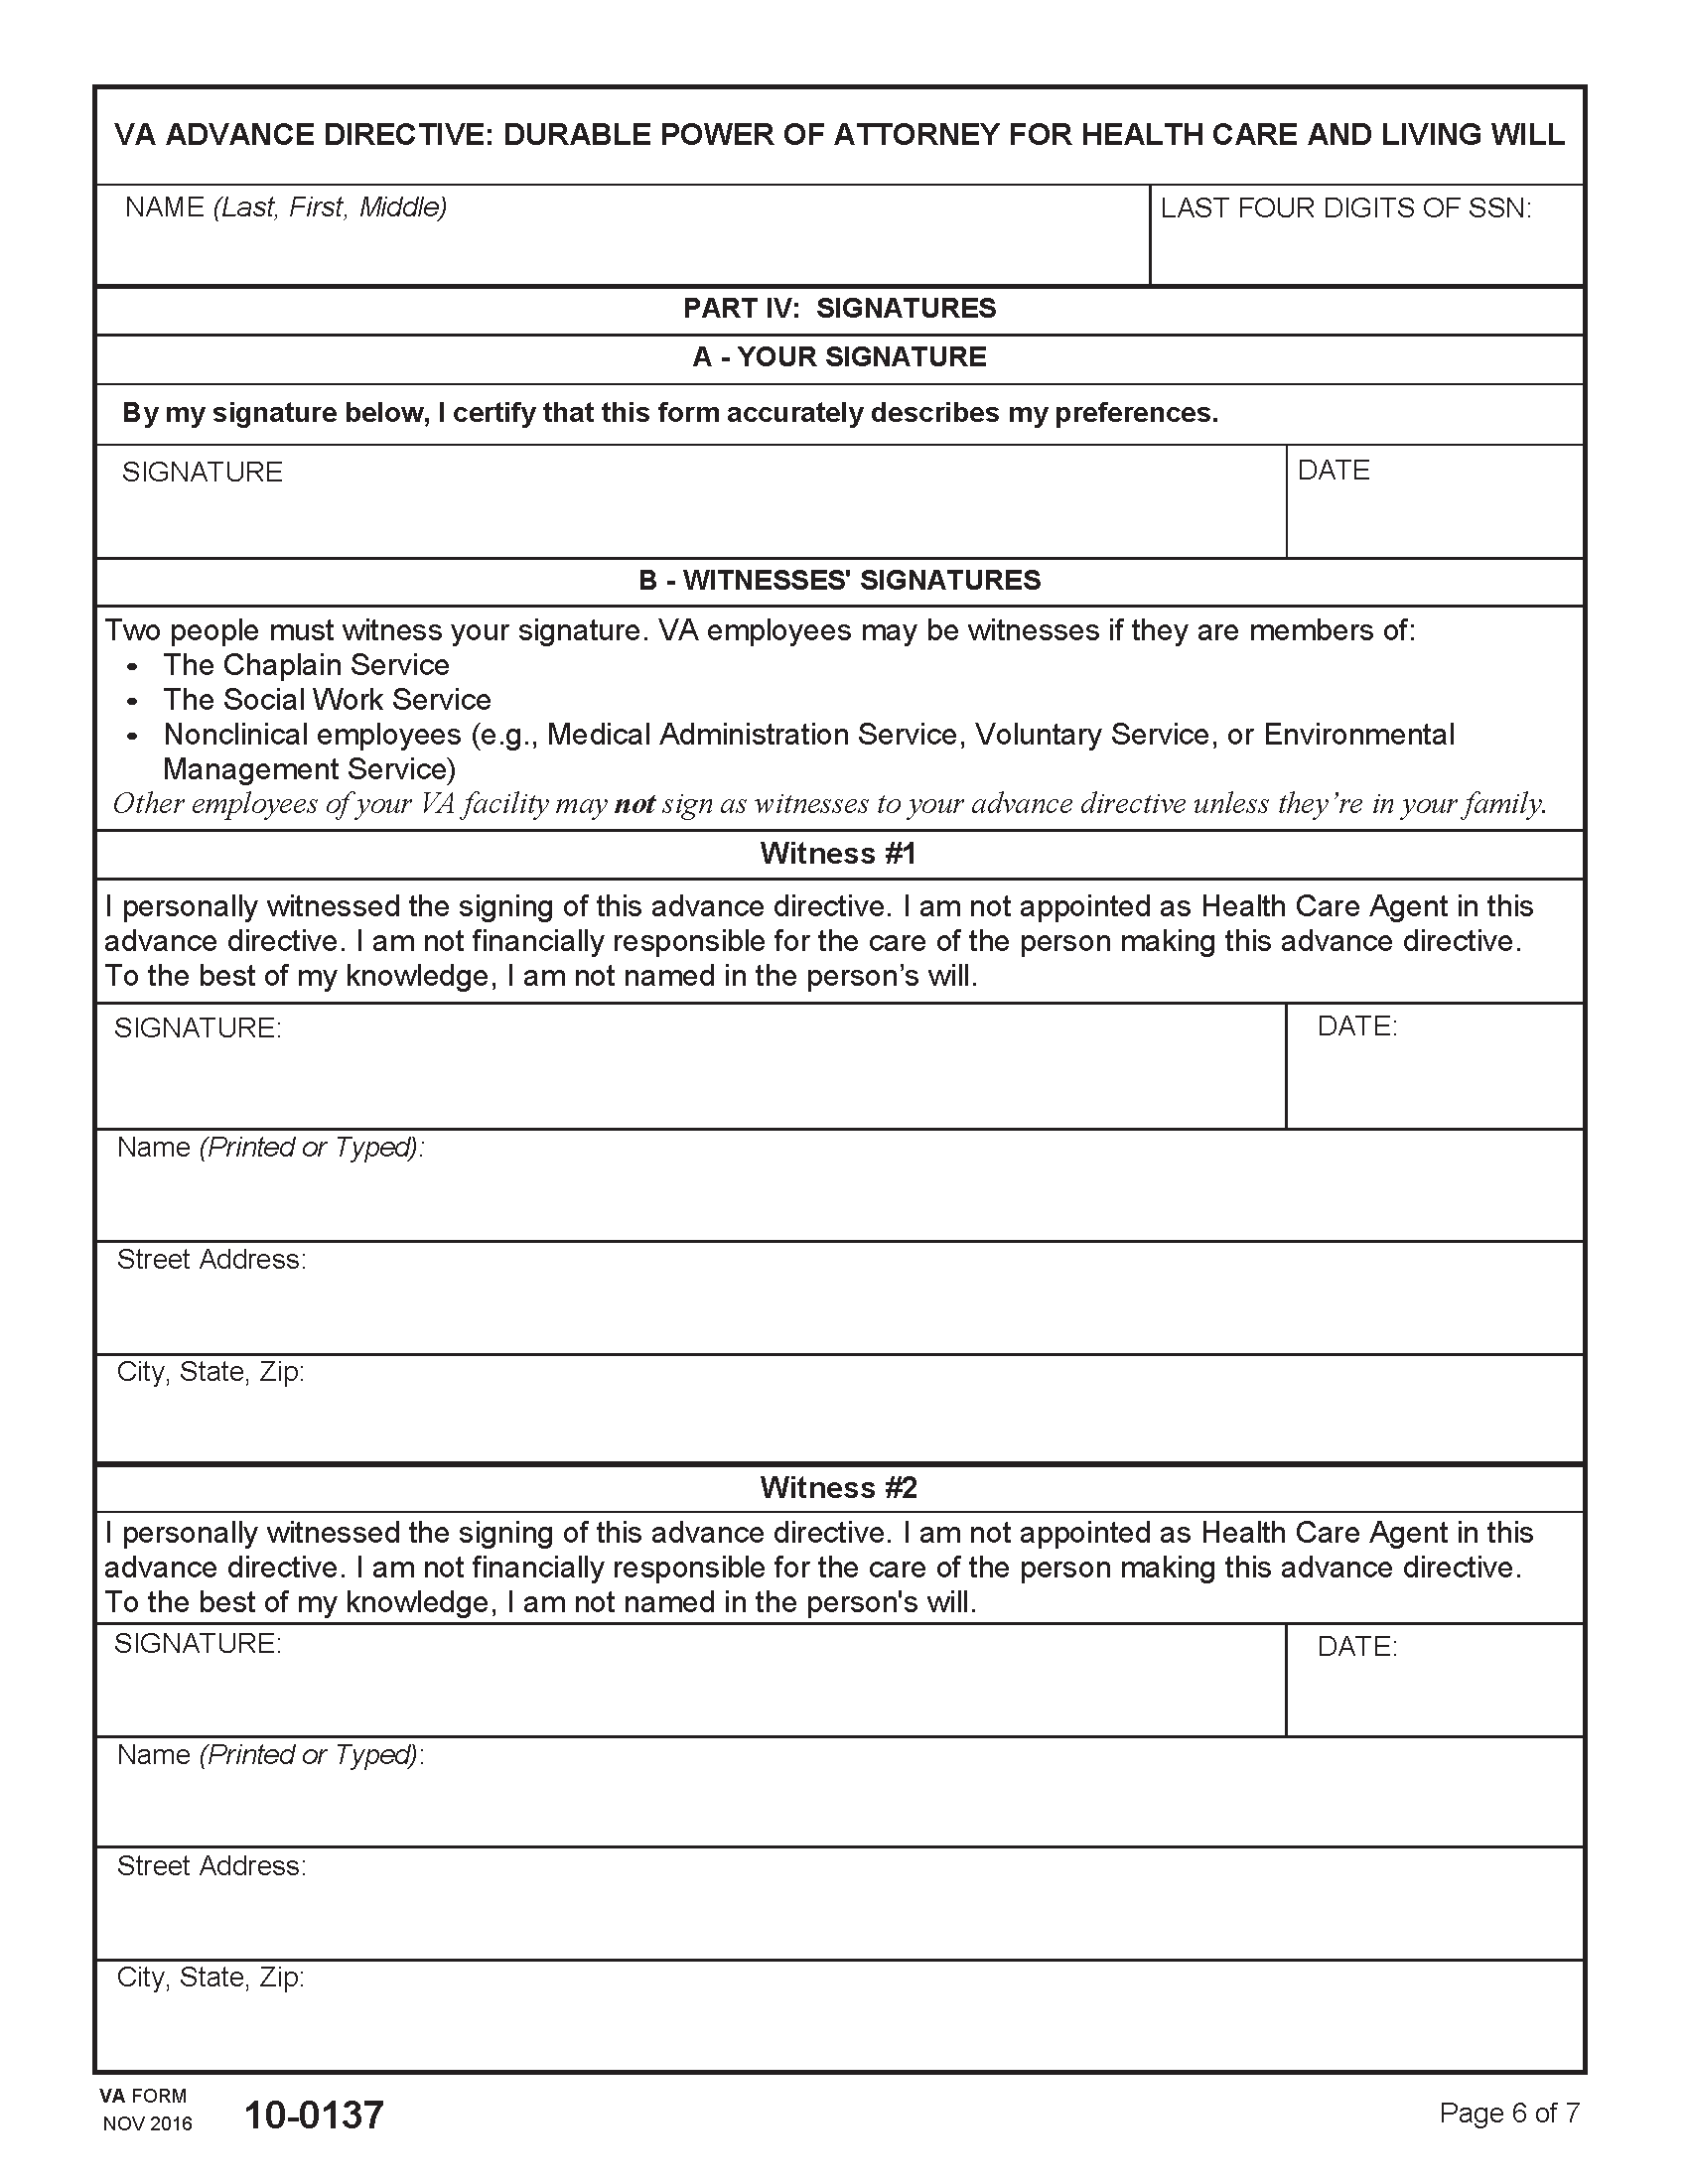 VA ADVANCE DIRECTIVE: DURABLE POWER OF ATTORNEY FOR HEALTH CARE AND LIVING WILL
NAME (Last, First, Middle)
LAST FOUR DIGITS OF SSN:
PART IV: SIGNATURES
A - YOUR SIGNATURE
By my signature below, I certify that this form accurately describes my preferences.
SIGNATURE
DATE
B - WITNESSES' SIGNATURES
Two people must witness your signature. VA employees may be witnesses if they are members of:
• The Chaplain Service
• The Social Work Service
• Nonclinical employees (e.g., Medical Administration Service, Voluntary Service, or Environmental
Management Service)
Other employees of your VA facility may not sign as witnesses to your advance directive unless they’re in your family.
Witness #1
I personally witnessed the signing of this advance directive. I am not appointed as Health Care Agent in this
advance directive. I am not financially responsible for the care of the person making this advance directive.
To the best of my knowledge, I am not named in the person’s will.
SIGNATURE:
DATE:
Name (Printed or Typed):
Street Address:
City, State, Zip:
Witness #2
I personally witnessed the signing of this advance directive. I am not appointed as Health Care Agent in this
advance directive. I am not financially responsible for the care of the person making this advance directive.
To the best of my knowledge, I am not named in the person's will.
SIGNATURE:
DATE:
Name (Printed or Typed):
Street Address:
City, State, Zip:
VA FORM
NOV 2016
10-0137
Page 6 of 7